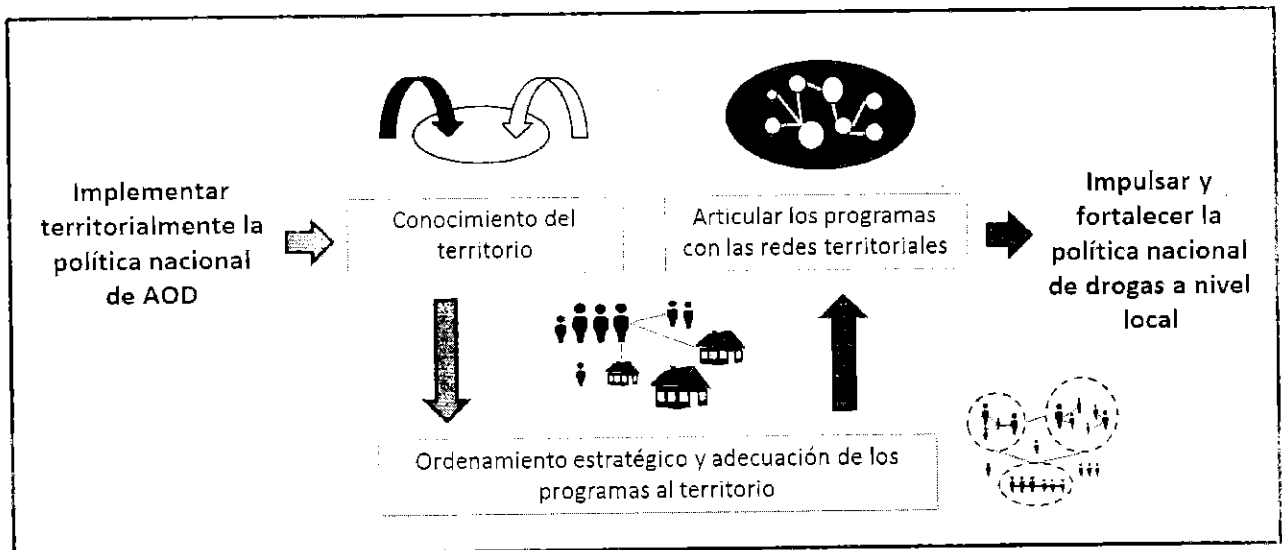 Implementar
territorialmente la
política nacional
de AOD
Conocimiento del
territorio
Ordenamiento estratégico y adecuación de los
programas al territorio
Articular los programas
con las redes territoriales
Impulsar y
fortalecer la
política nacional
de drogas a nivel
local